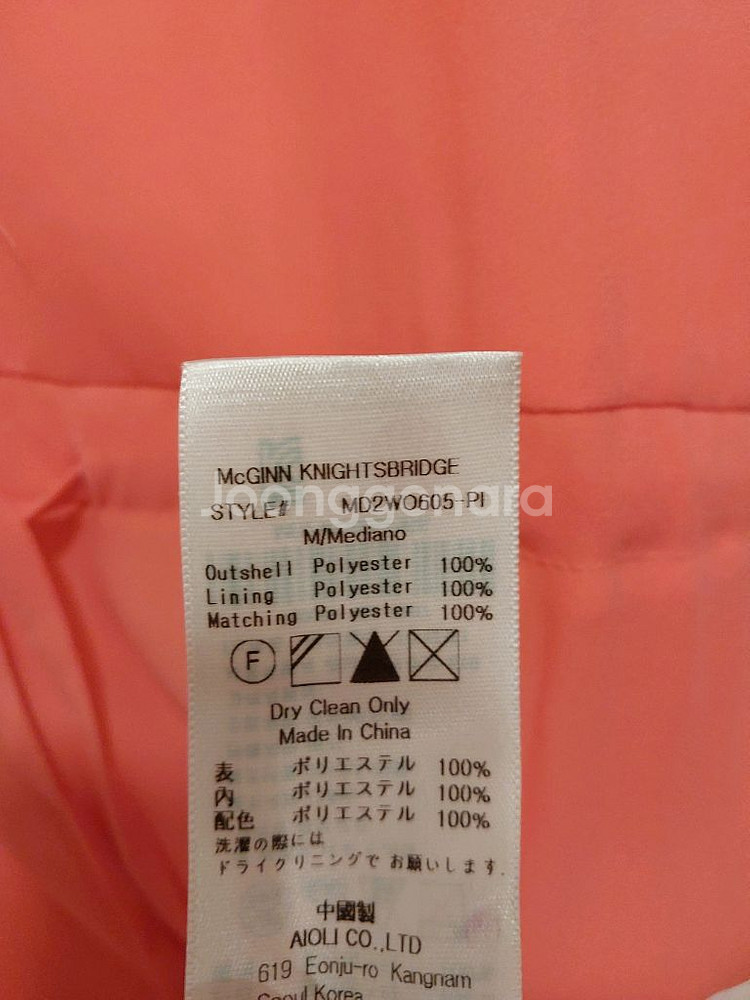 McGINN KNIGHTSBRIDGE
Joonggonara
STYLE# MD2WO605-PI
M/Mediano
Outshell Polyester 100%
Lining Polyester 100%
Matching Polyester 100%
F
Dry Clean Only
Made In China
表 ポリエステル 100%
內 ポリエステル 100%
配色 ポリエステル 100%
洗濯の際には
ドライクリニングで お願いします.
中國製
AIOLI CO.,LTD
619 Eonju-ro Kangnam
Seoul Korea